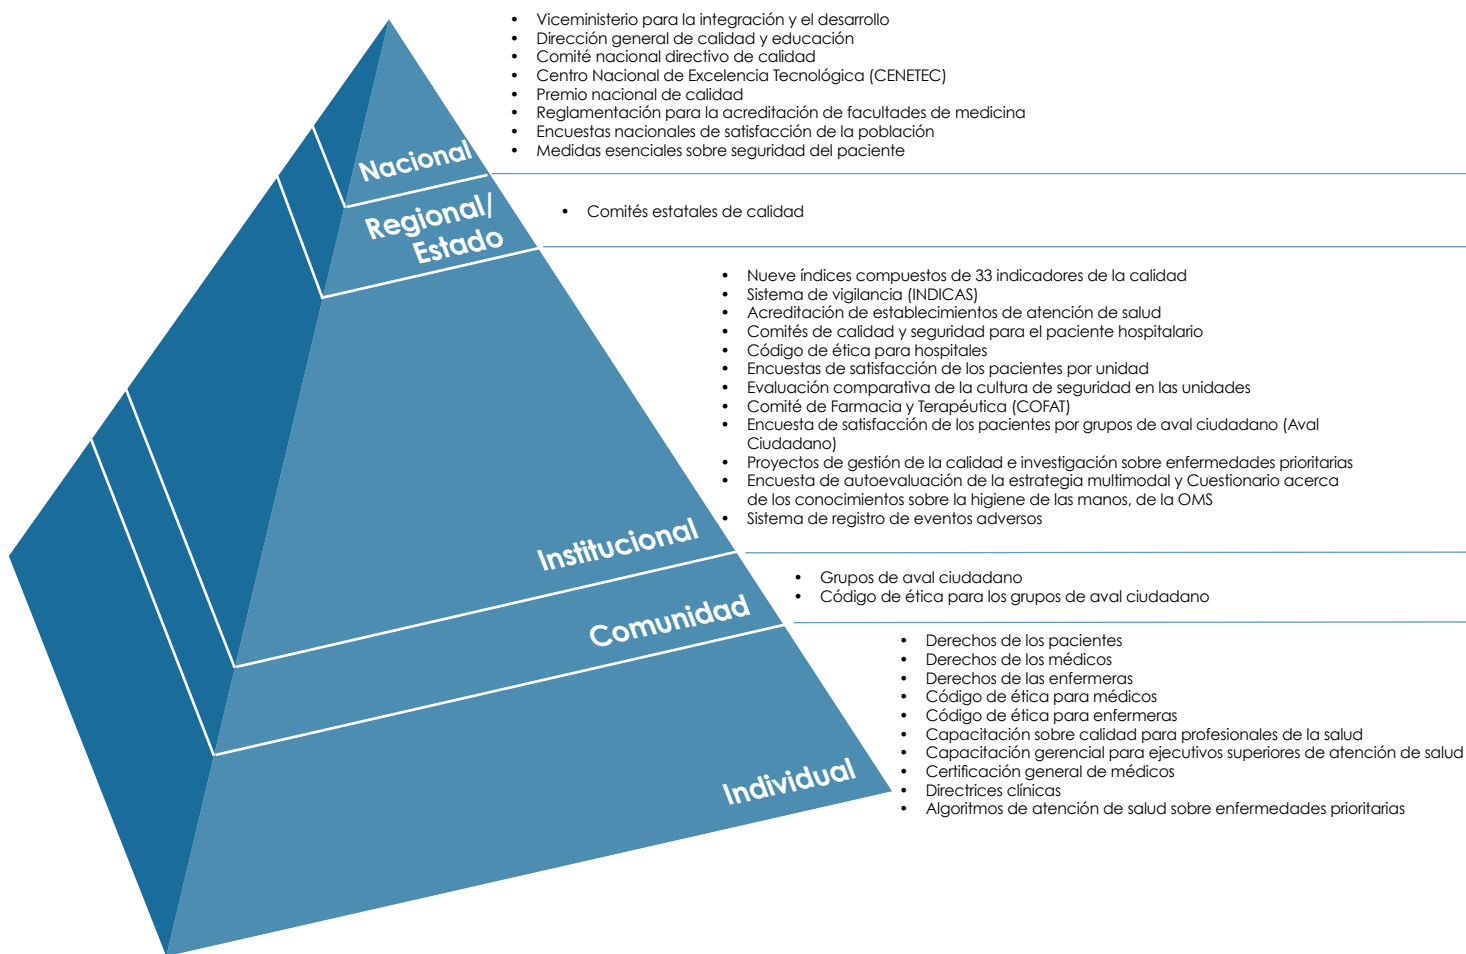 • Viceministerio para la integración y el desarrollo
• Dirección general de calidad y educación
• Comité nacional directivo de calidad
• Centro Nacional de Excelencia Tecnológica (CENETEC)
• Premio nacional de calidad
• Reglamentación para la acreditación de facultades de medicina
• Encuestas nacionales de satisfacción de la población
• Medidas esenciales sobre seguridad del paciente
Nacional
Regional/
Estado
• Comités estatales de calidad
• Nueve índices compuestos de 33 indicadores de la calidad
• Sistema de vigilancia (INDICAS)
• Acreditación de establecimientos de atención de salud
• Comités de calidad y seguridad para el paciente hospitalario
• Código de ética para hospitales
• Encuestas de satisfacción de los pacientes por unidad
• Evaluación comparativa de la cultura de seguridad en las unidades
• Comité de Farmacia y Terapéutica (COFAT)
• Encuesta de satisfacción de los pacientes por grupos de aval ciudadano (Aval
Ciudadano)
• Proyectos de gestión de la calidad e investigación sobre enfermedades prioritarias
• Encuesta de autoevaluación de la estrategia multimodal y Cuestionario acerca
de los conocimientos sobre la higiene de las manos, de la OMS
• Sistema de registro de eventos adversos
Institucional
• Grupos de aval ciudadano
• Código de ética para los grupos de aval ciudadano
Comunidad
• Derechos de los pacientes
• Derechos de los médicos
• Derechos de las enfermeras
• Código de ética para médicos
• Código de ética para enfermeras
• Capacitación sobre calidad para profesionales de la salud
• Capacitación gerencial para ejecutivos superiores de atención de salud
• Certificación general de médicos
• Directrices clínicas
• Algoritmos de atención de salud sobre enfermedades prioritarias
Individual